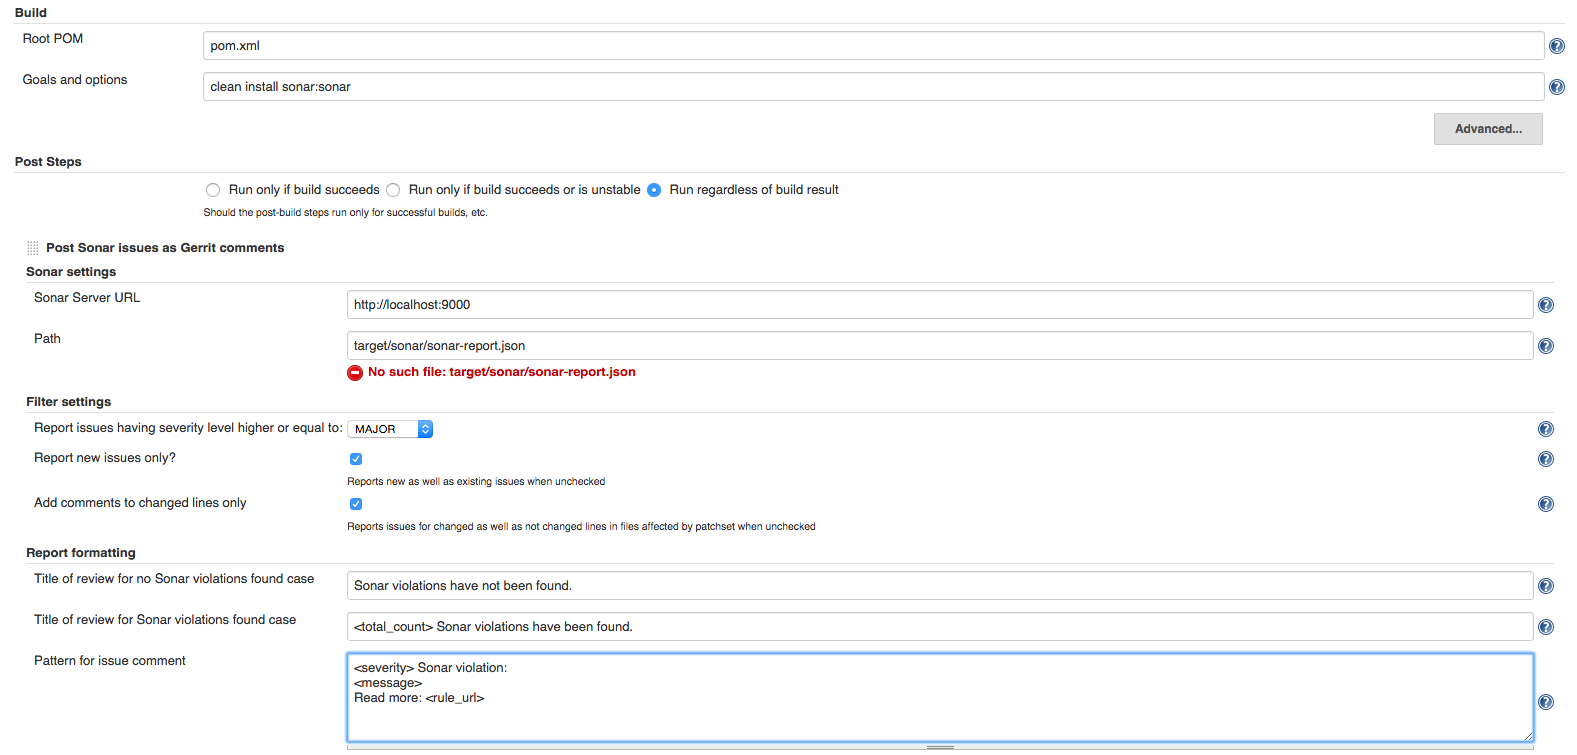 Build
Root POM
pom.xml
?
Goals and options
clean install sonar:sonar
?
Advanced...
Post Steps
Run only if build succeeds Run only if build succeeds or is unstable Run regardless of build result
Should the post-build steps run only for successful builds, etc.
Post Sonar issues as Gerrit comments
Sonar settings
Sonar Server URL
http://localhost:9000
?
Path
target/sonar/sonar-report.json
?
No such file: target/sonar/sonar-report.json
Filter settings
Report issues having severity level higher or equal to: MAJOR
?
Report new issues only?
?
Reports new as well as existing issues when unchecked
Add comments to changed lines only
?
Reports issues for changed as well as not changed lines in files affected by patchset when unchecked
Report formatting
Title of review for no Sonar violations found case
Sonar violations have not been found.
?
Title of review for Sonar violations found case
<total_count> Sonar violations have been found.
?
Pattern for issue comment
<severity> Sonar violation:
<message>
Read more: <rule_url>
?